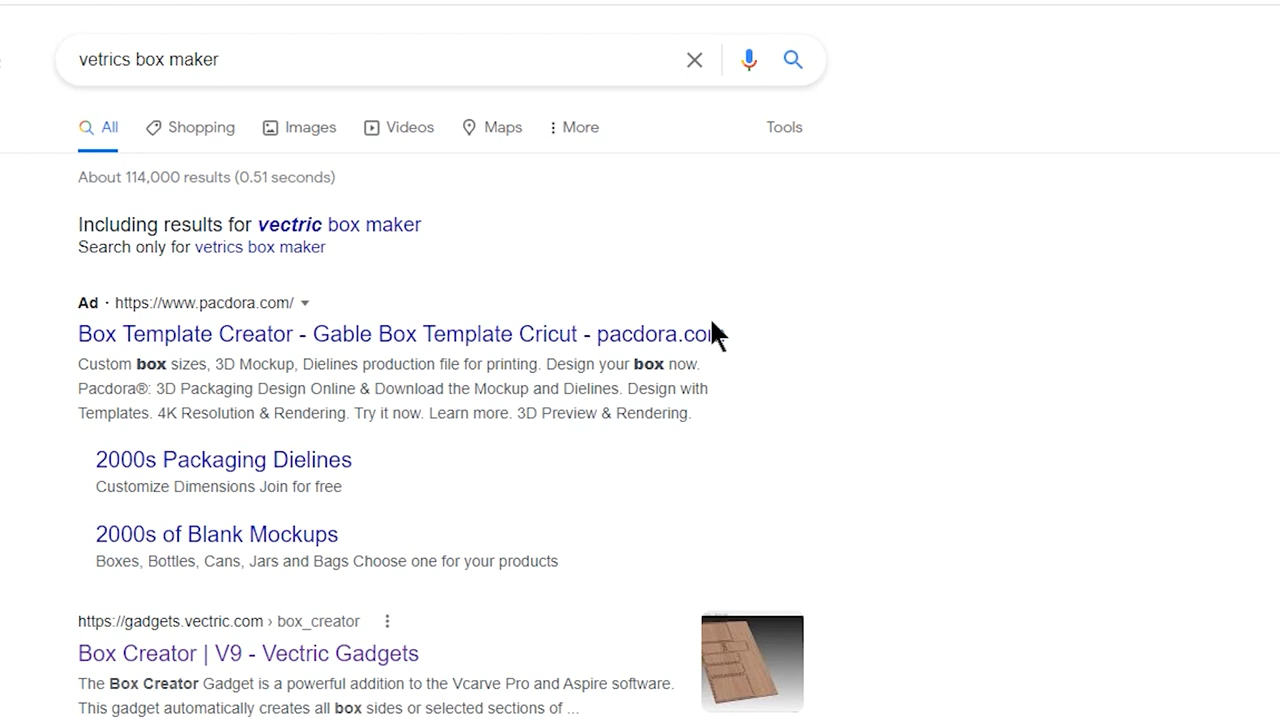 vetrics box maker
All Shopping Images Videos Maps More Tools
About 114,000 results (0.51 seconds)
Including results for vectric box maker
Search only for vetrics box maker
Ad · https://www.pacdora.com/
Box Template Creator - Gable Box Template Cricut - pacdora.com
Custom box sizes, 3D Mockup, Dielines production file for printing. Design your box now.
Pacdora®: 3D Packaging Design Online & Download the Mockup and Dielines. Design with
Templates. 4K Resolution & Rendering. Try it now. Learn more. 3D Preview & Rendering.
2000s Packaging Dielines
Customize Dimensions Join for free
2000s of Blank Mockups
Boxes, Bottles, Cans, Jars and Bags Choose one for your products
https://gadgets.vectric.com › box_creator
Box Creator | V9 - Vectric Gadgets
The Box Creator Gadget is a powerful addition to the Vcarve Pro and Aspire software.
This gadget automatically creates all box sides or selected sections of ...